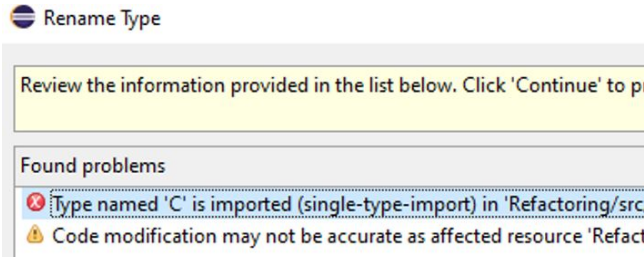 Rename Type
Review the information provided in the list below. Click 'Continue' to p
Found problems
Type named 'C' is imported (single-type-import) in 'Refactoring/src
Code modification may not be accurate as affected resource 'Refact